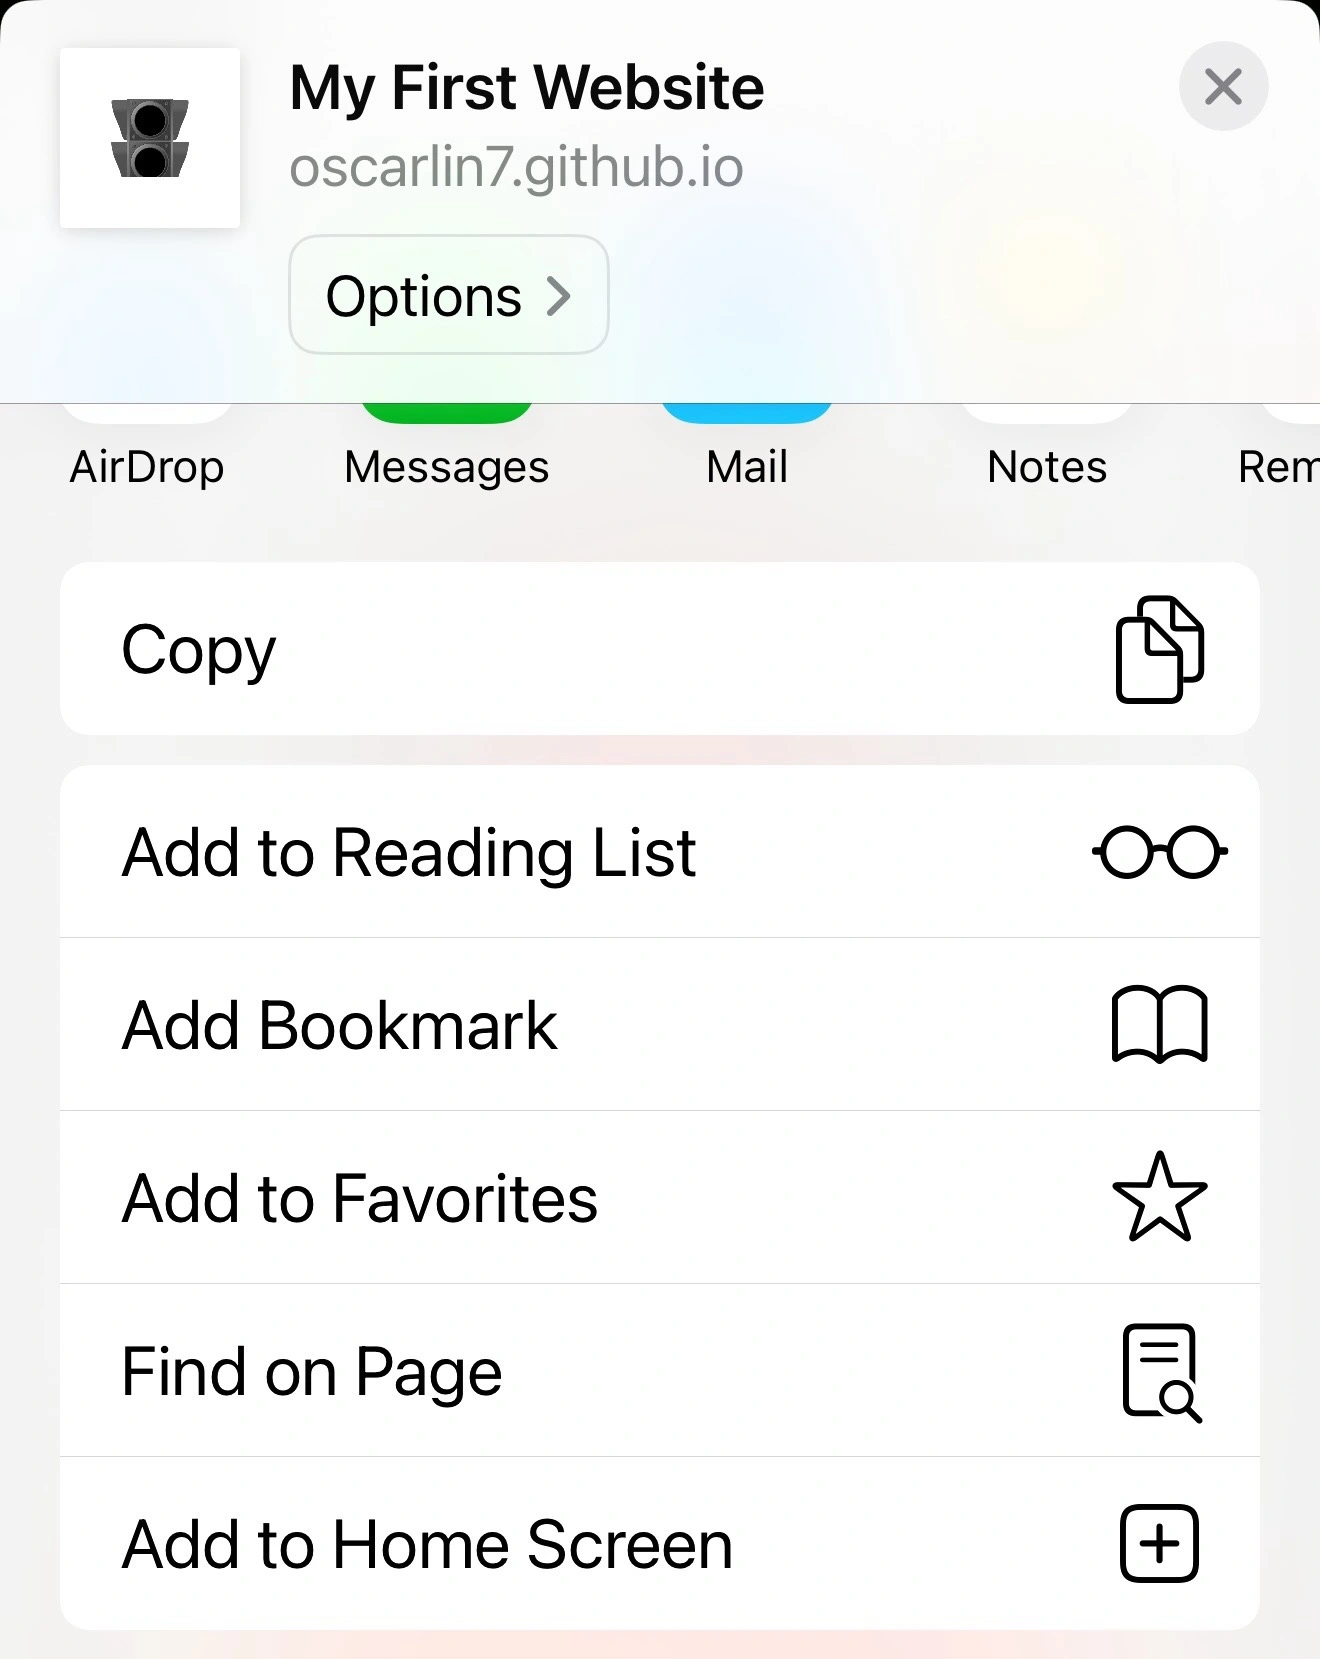 My First Website
oscarlin7.github.io
Options
AirDrop
Messages
Mail
Notes
Rem
Copy
Add to Reading List
Add Bookmark
Add to Favorites
Find on Page
Add to Home Screen